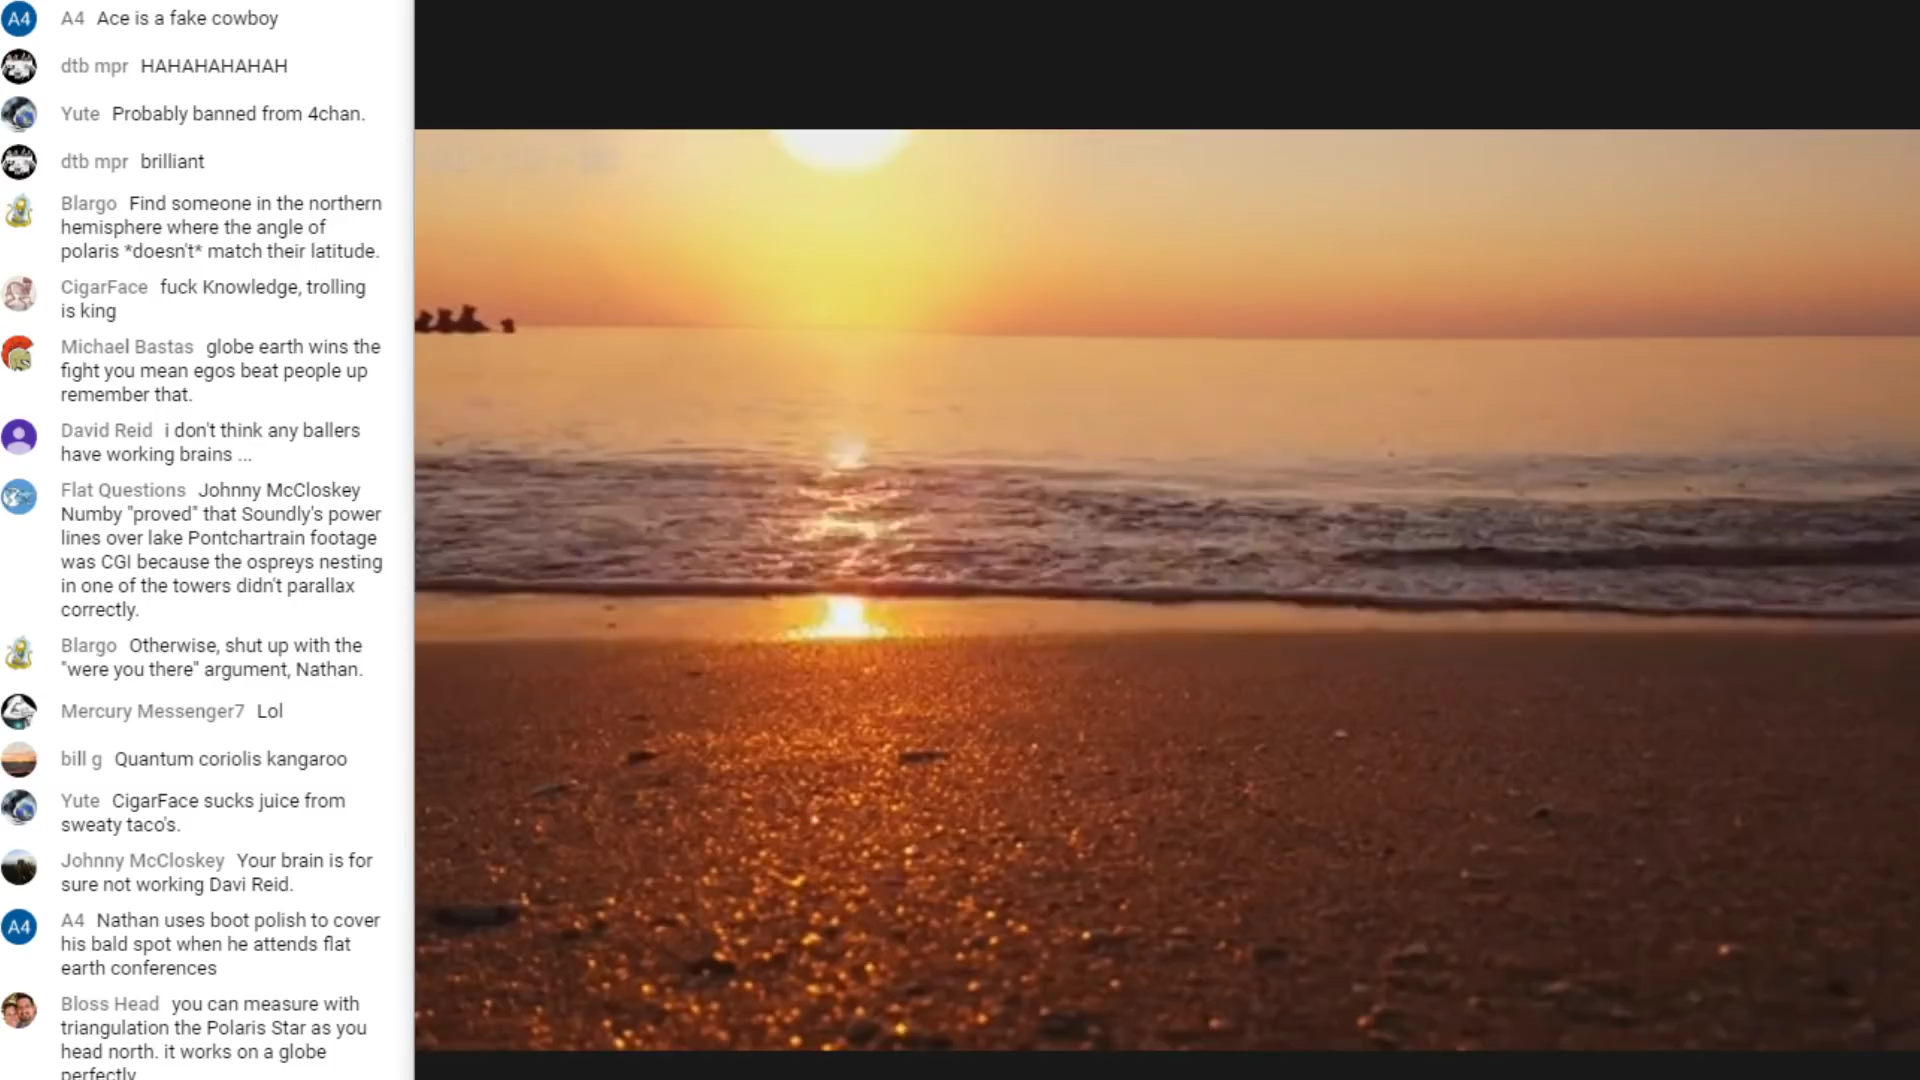 A4 A4 Ace is a fake cowboy
dtb mpr HAHAHAHAHAH
Yute Probably banned from 4chan.
dtb mpr brilliant
Blargo Find someone in the northern
hemisphere where the angle of
polaris *doesn't* match their latitude.
CigarFace fuck Knowledge, trolling
is king
Michael Bastas globe earth wins the
fight you mean egos beat people up
remember that.
David Reid i don't think any ballers
have working brains ...
Flat Questions Johnny McCloskey
Numby "proved" that Soundly's power
lines over lake Pontchartrain footage
was CGI because the ospreys nesting
in one of the towers didn't parallax
correctly.
Blargo Otherwise, shut up with the
"were you there" argument, Nathan.
Mercury Messenger7 Lol
bill g Quantum coriolis kangaroo
Yute CigarFace sucks juice from
sweaty taco's.
Johnny McCloskey Your brain is for
sure not working Davi Reid.
A4 A4 Nathan uses boot polish to cover
his bald spot when he attends flat
earth conferences
Bloss Head you can measure with
triangulation the Polaris Star as you
head north. it works on a globe
perfectly